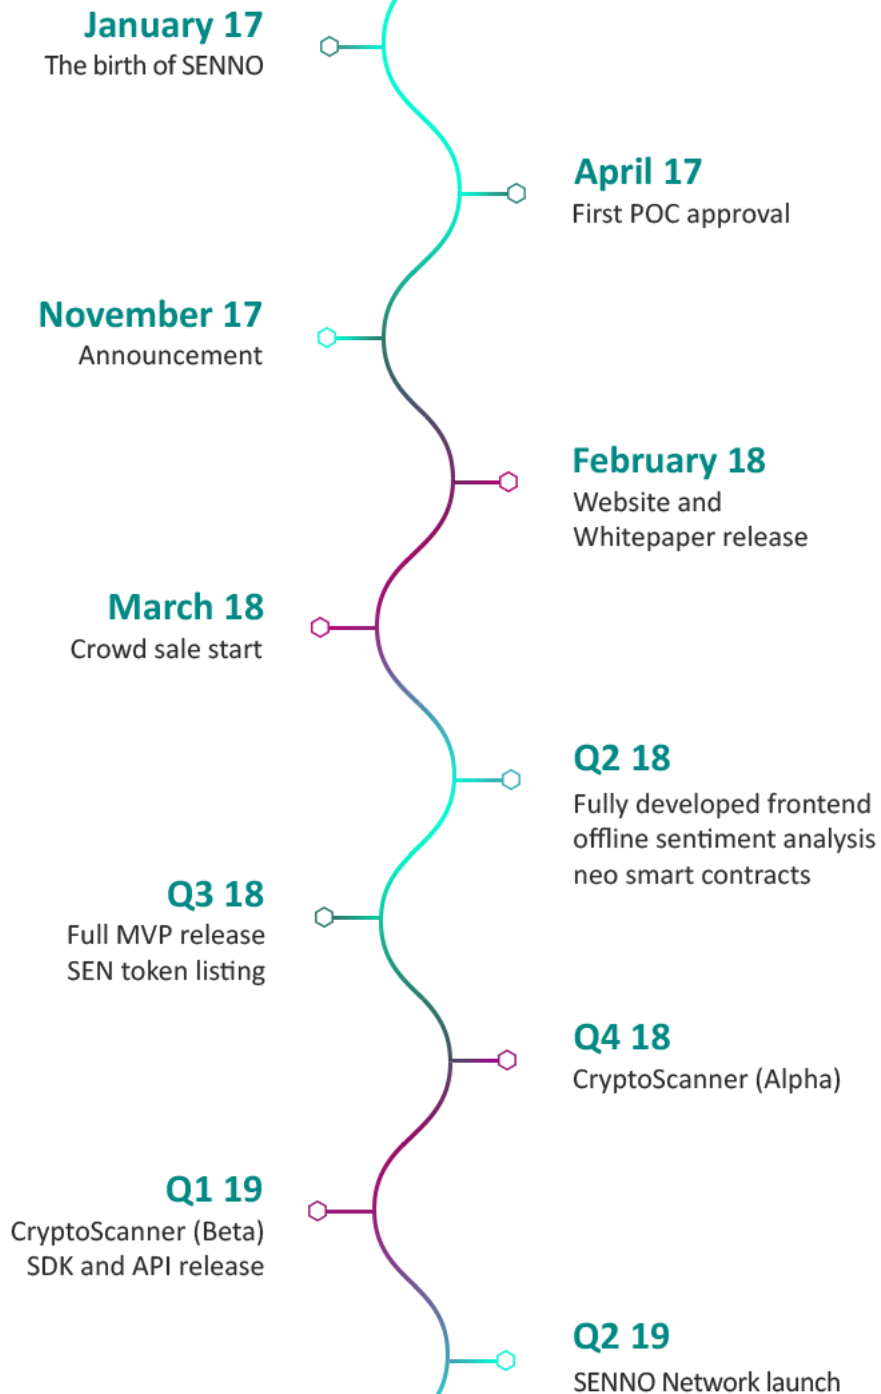 January 17
The birth of SENNO
April 17
First POC approval
November 17
Announcement
February 18
Website and
Whitepaper release
March 18
Crowd sale start
Q2 18
Fully developed frontend
offline sentiment analysis
neo smart contracts
Q3 18
Full MVP release
SEN token listing
Q4 18
CryptoScanner (Alpha)
Q1 19
CryptoScanner (Beta)
SDK and API release
Q2 19
SENNO Network launch